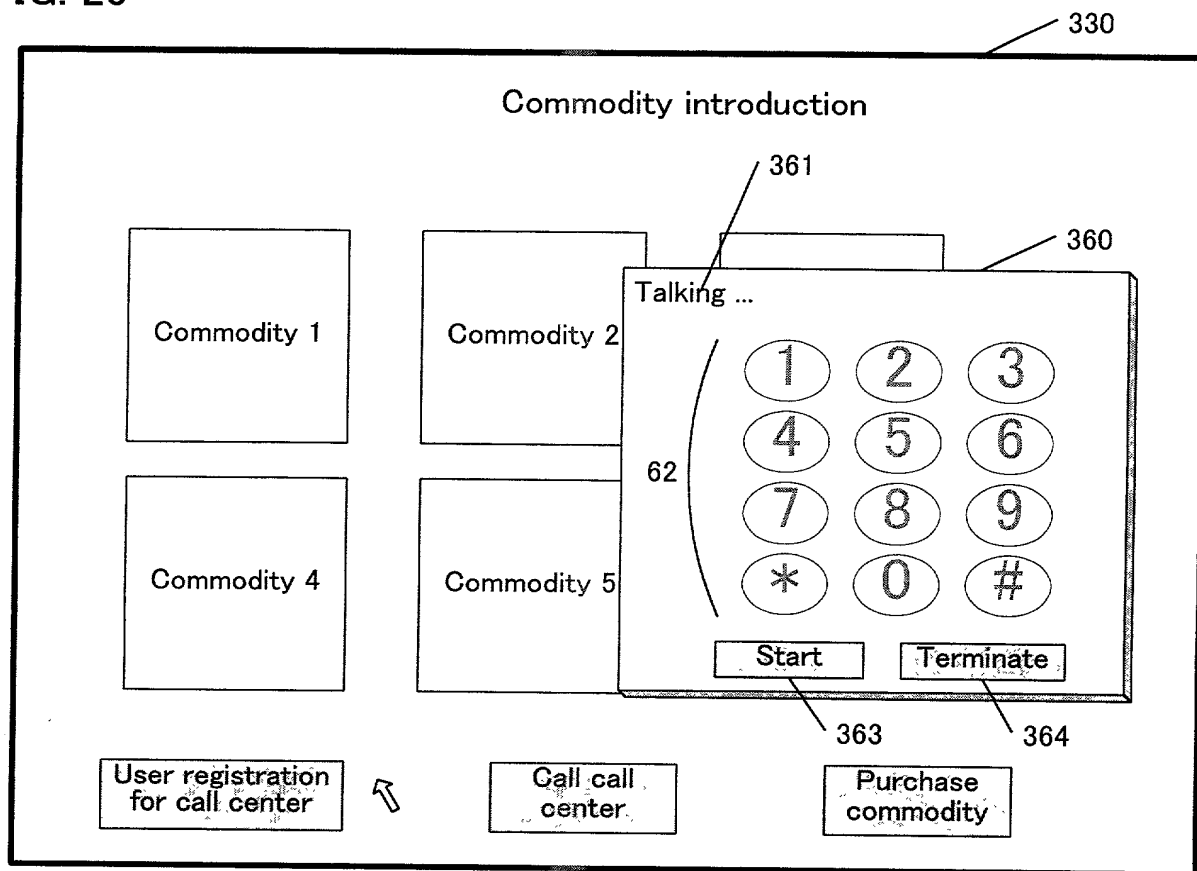 330
Commodity introduction
361
360
Talking ...
Commodity 1
Commodity 2
1 2 3
4 5 6
62
7 8 9
* 0 #
Commodity 4
Commodity 5
Start
Terminate
363
364
User registration
for call center
Call call
center
Purchase
commodity